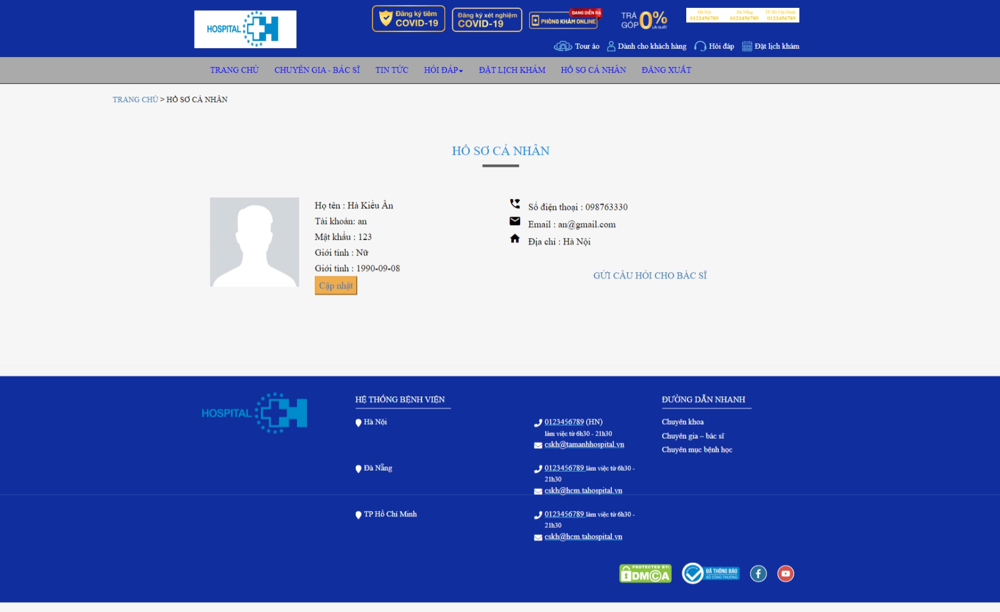 HOSPITAL
Đăng ký tiêm
COVID-19
Đăng ký xét nghiệm
COVID-19
ĐANG DIỄN RA
PHÒNG KHÁM ONLINE
TRẢ GÓP 0% LÃI SUẤT
Hà Nội Đà Nẵng TP Hồ Chí Minh
0123456789 0123456789 0123456789
Tour ảo Dành cho khách hàng Hỏi đáp Đặt lịch khám
TRANG CHỦ CHUYÊN GIA - BÁC SĨ TIN TỨC HỎI ĐÁP ĐẶT LỊCH KHÁM HỒ SƠ CÁ NHÂN ĐĂNG XUẤT
TRANG CHỦ > HỒ SƠ CÁ NHÂN
HỒ SƠ CÁ NHÂN
Họ tên : Hà Kiều Ân
Tài khoản: an
Mật khẩu : 123
Giới tính : Nữ
Giới tính : 1990-09-08
Cập nhật
Số điện thoại : 098763330
Email : an@gmail.com
Địa chỉ : Hà Nội
GỬI CÂU HỎI CHO BÁC SĨ
HOSPITAL
HỆ THỐNG BỆNH VIỆN
Hà Nội
0123456789 (HN)
làm việc từ 6h30 - 21h30
cskh@tamanhhospital.vn
Đà Nẵng
0123456789 làm việc từ 6h30 -
21h30
cskh@hcm.tahospital.vn
TP Hồ Chí Minh
0123456789 làm việc từ 6h30 -
21h30
cskh@hcm.tahospital.vn
ĐƯỜNG DẪN NHANH
Chuyên khoa
Chuyên gia – bác sĩ
Chuyên mục bệnh học
PROTECTED BY:
DMCA
ĐÃ THÔNG BÁO
BỘ CÔNG THƯƠNG